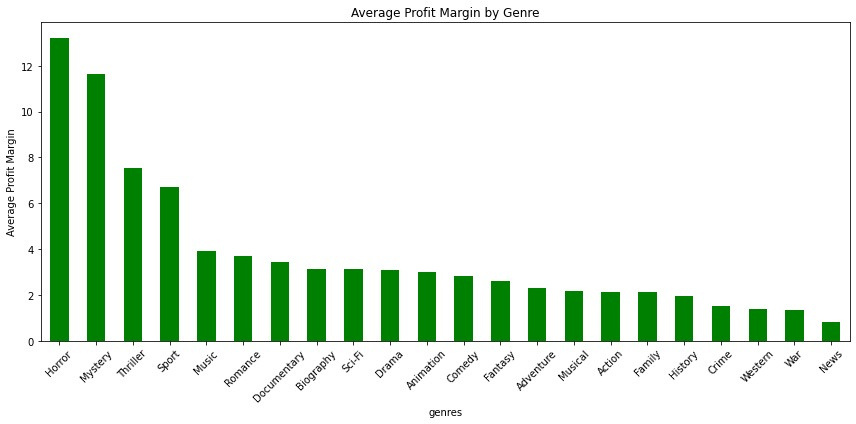 Average Profit Margin by Genre
Average Profit Margin
12
10
8
6
4
2
0
Horror
Mystery
Thriller
Sport
Music
Romance
Documentary
Biography
Sci-Fi
Drama
Animation
Comedy
Fantasy
Adventure
Musical
Action
Family
History
Crime
Western
War
News
genres